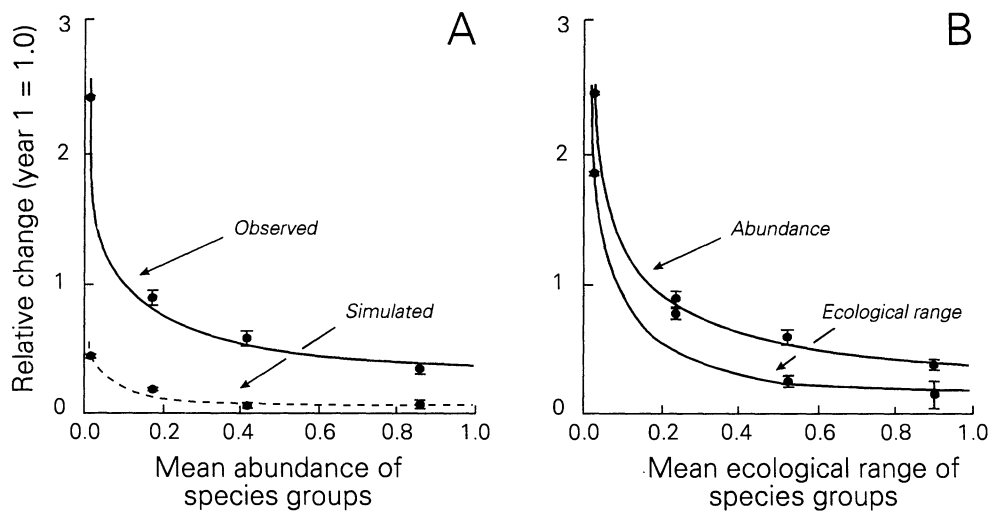 A
B
Relative change (year 1 = 1.0)
3
2
1
0
Observed
Simulated
0.0 0.2 0.4 0.6 0.8 1.0
Mean abundance of
species groups
3
2
1
0
Abundance
Ecological range
0.0 0.2 0.4 0.6 0.8 1.0
Mean ecological range of
species groups